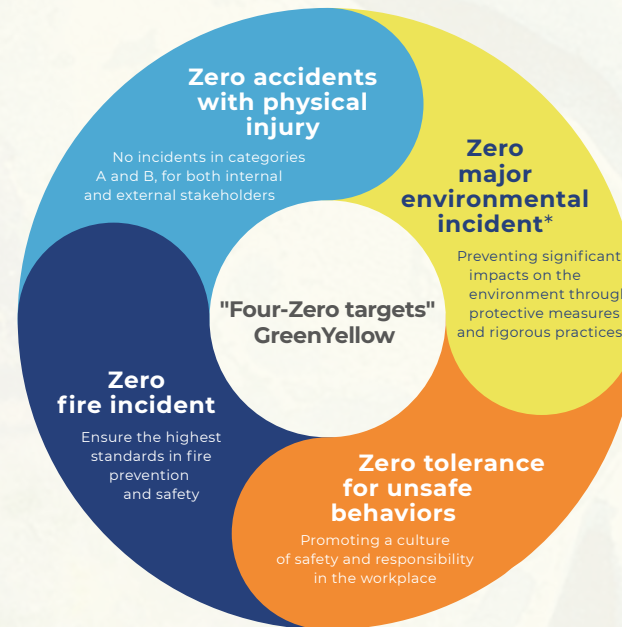 Zero accidents
with physical
injury
No incidents in categories
A and B, for both internal
and external stakeholders
Zero
major
environmental
incident*
Preventing significant
impacts on the
environment through
protective measures
and rigorous practices
"Four-Zero targets"
GreenYellow
Zero
fire incident
Ensure the highest
standards in fire
prevention
and safety
Zero tolerance
for unsafe
behaviors
Promoting a culture
of safety and responsibility
in the workplace